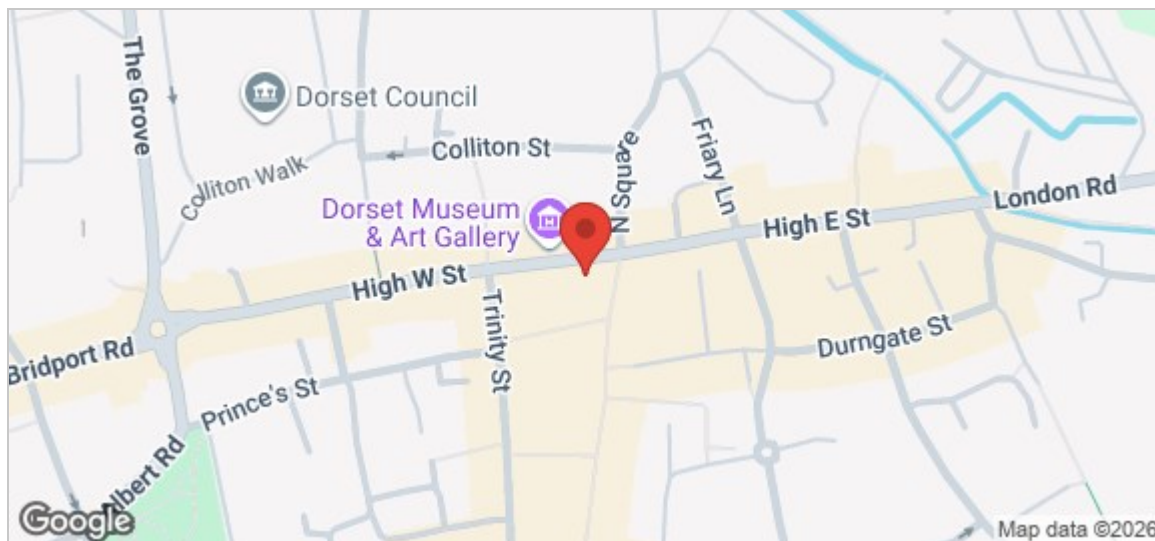 The Grove
Dorset Council
Colliton St
Colliton Walk
N Square
Friary Ln
Dorset Museum
& Art Gallery
High E St
London Rd
High W St
Trinity St
Bridport Rd
Prince's St
Durngate St
Albert Rd
Google
Map data ©2026